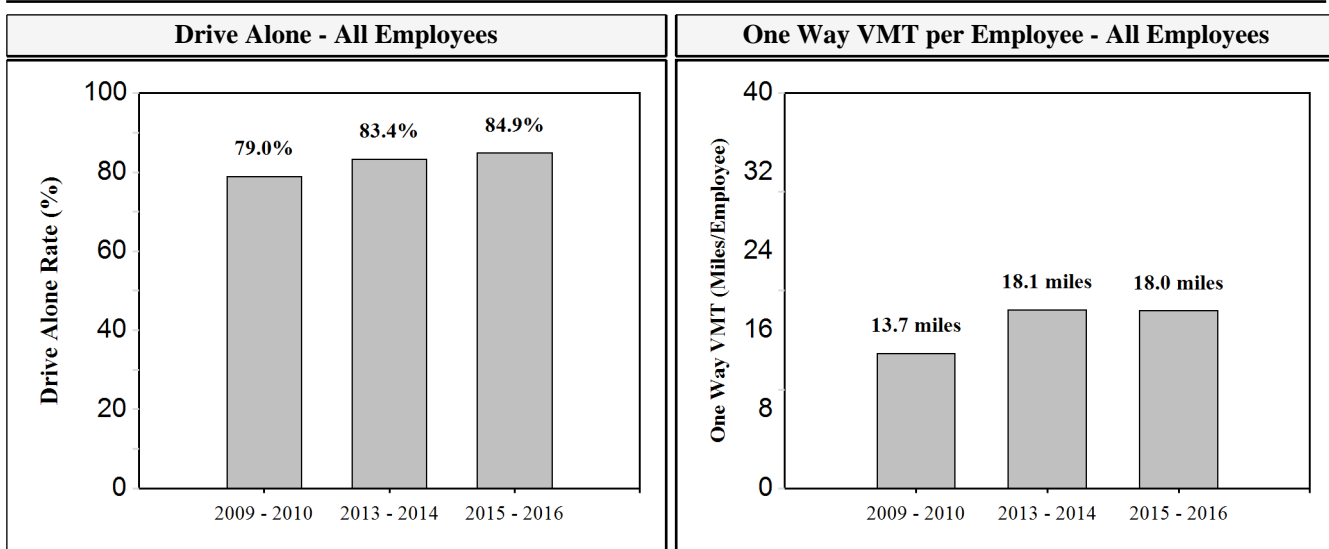 Drive Alone - All Employees
100
80
60
40
20
0
Drive Alone Rate (%)
79.0%
83.4%
84.9%
2009 - 2010
2013 - 2014
2015 - 2016
One Way VMT per Employee - All Employees
40
32
24
16
8
0
One Way VMT (Miles/Employee)
13.7 miles
18.1 miles
18.0 miles
2009 - 2010
2013 - 2014
2015 - 2016